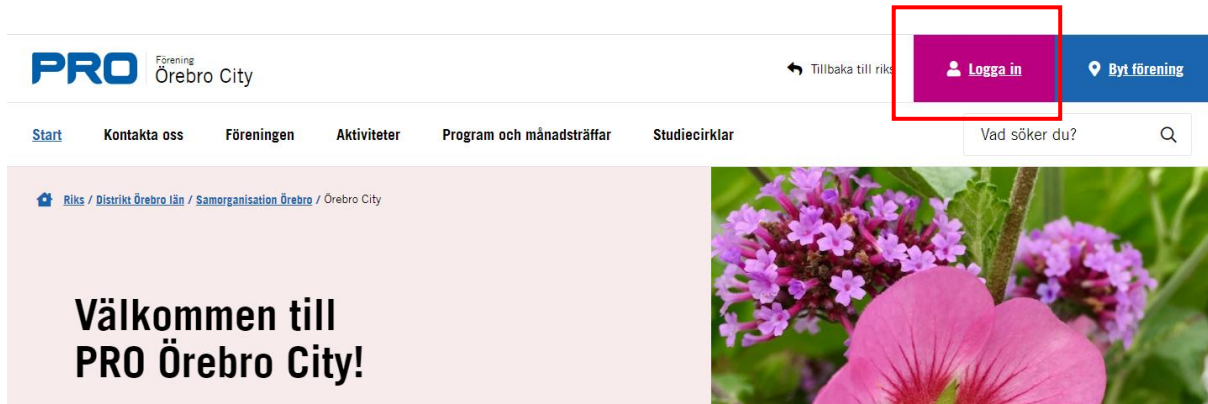 PRO Förening
Örebro City
Tillbaka till riks
Logga in
Byt förening
Start Kontakta oss Föreningen Aktiviteter Program och månadsträffar Studiecirklar Vad söker du?
Riks / Distrikt Örebro län / Samorganisation Örebro / Örebro City
Välkommen till
PRO Örebro City!